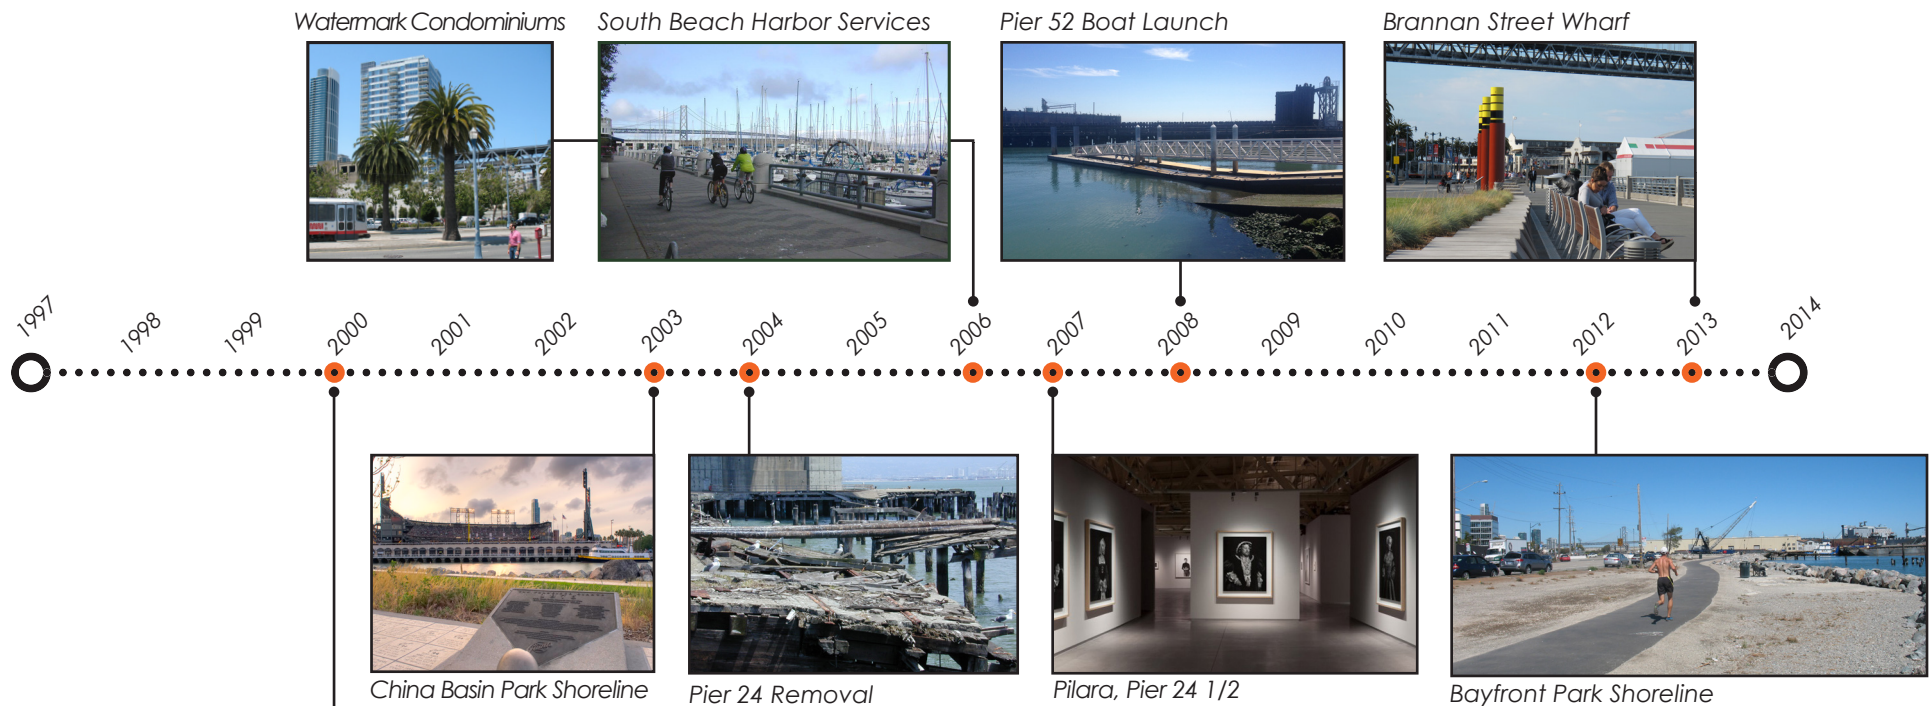 Watermark Condominiums
South Beach Harbor Services
Pier 52 Boat Launch
Brannan Street Wharf
1997
1998
1999
2000
2001
2002
2003
2004
2005
2006
2007
2008
2009
2010
2011
2012
2013
2014
China Basin Park Shoreline
Pier 24 Removal
Pilara, Pier 24 1/2
Bayfront Park Shoreline